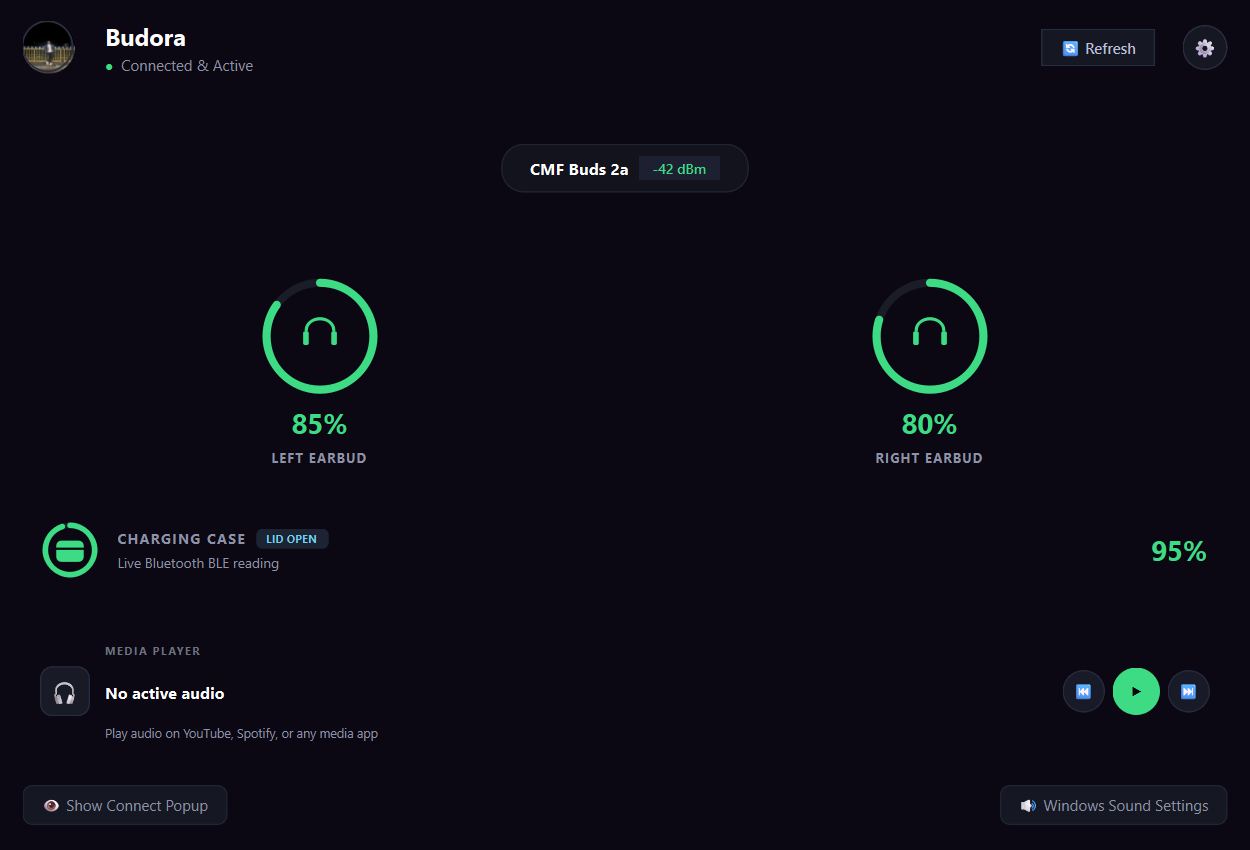 Budora
Connected & Active
Refresh
CMF Buds 2a -42 dBm
85%
LEFT EARBUD
80%
RIGHT EARBUD
CHARGING CASE LID OPEN
Live Bluetooth BLE reading
95%
MEDIA PLAYER
No active audio
Play audio on YouTube, Spotify, or any media app
Show Connect Popup
Windows Sound Settings